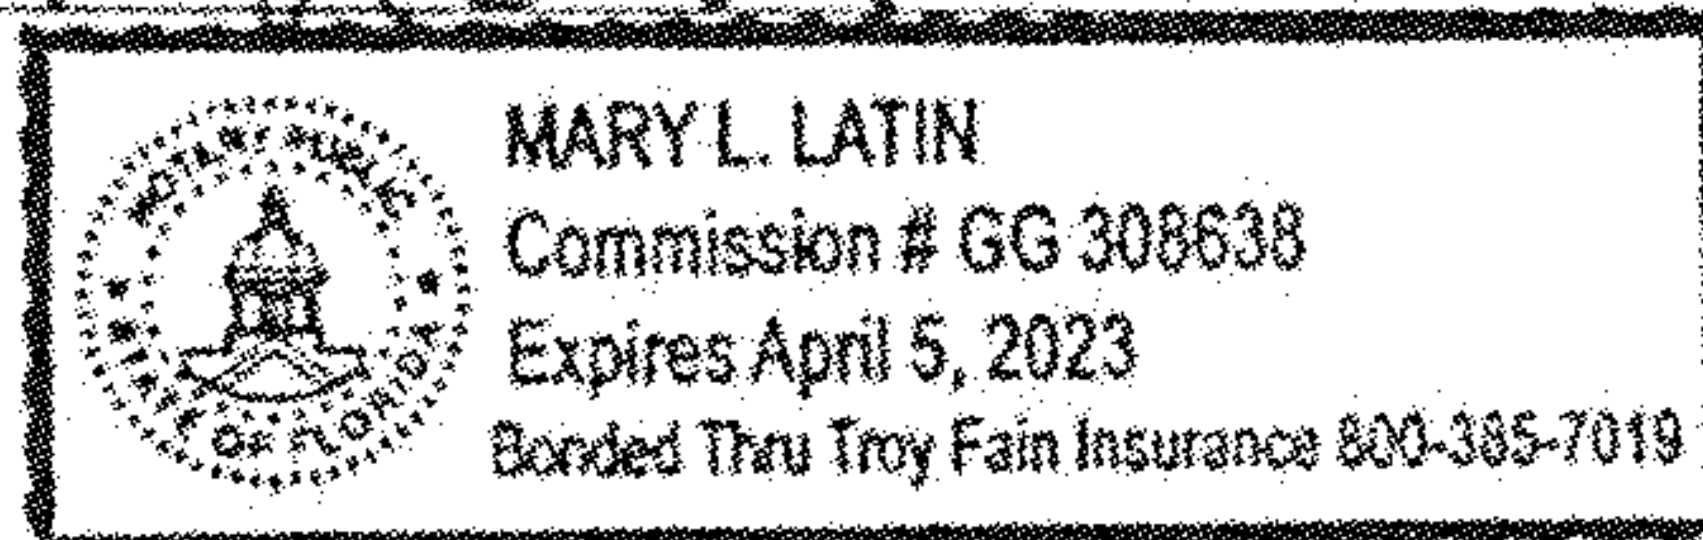 NOTARY PUBLIC
STATE OF FLORIDA
MARY L. LATIN
Commission # GG 308638
Expires April 5, 2023
Bonded Thru Troy Fain Insurance 800-385-7019